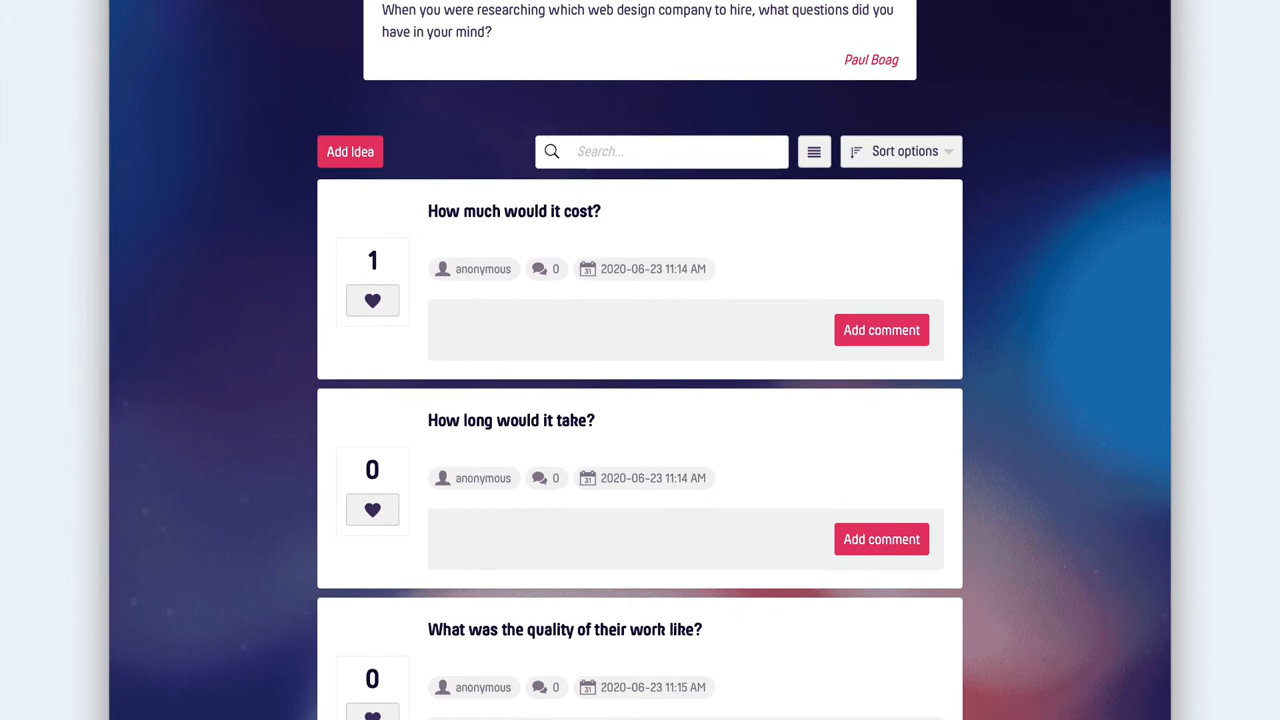 When you were researching which web design company to hire, what questions did you
have in your mind?
Paul Boag
Add Idea
Search...
Sort options
How much would it cost?
1
anonymous
0
31
2020-06-23 11:14 AM
Add comment
How long would it take?
0
anonymous
0
31
2020-06-23 11:14 AM
Add comment
What was the quality of their work like?
0
anonymous
0
31
2020-06-23 11:15 AM